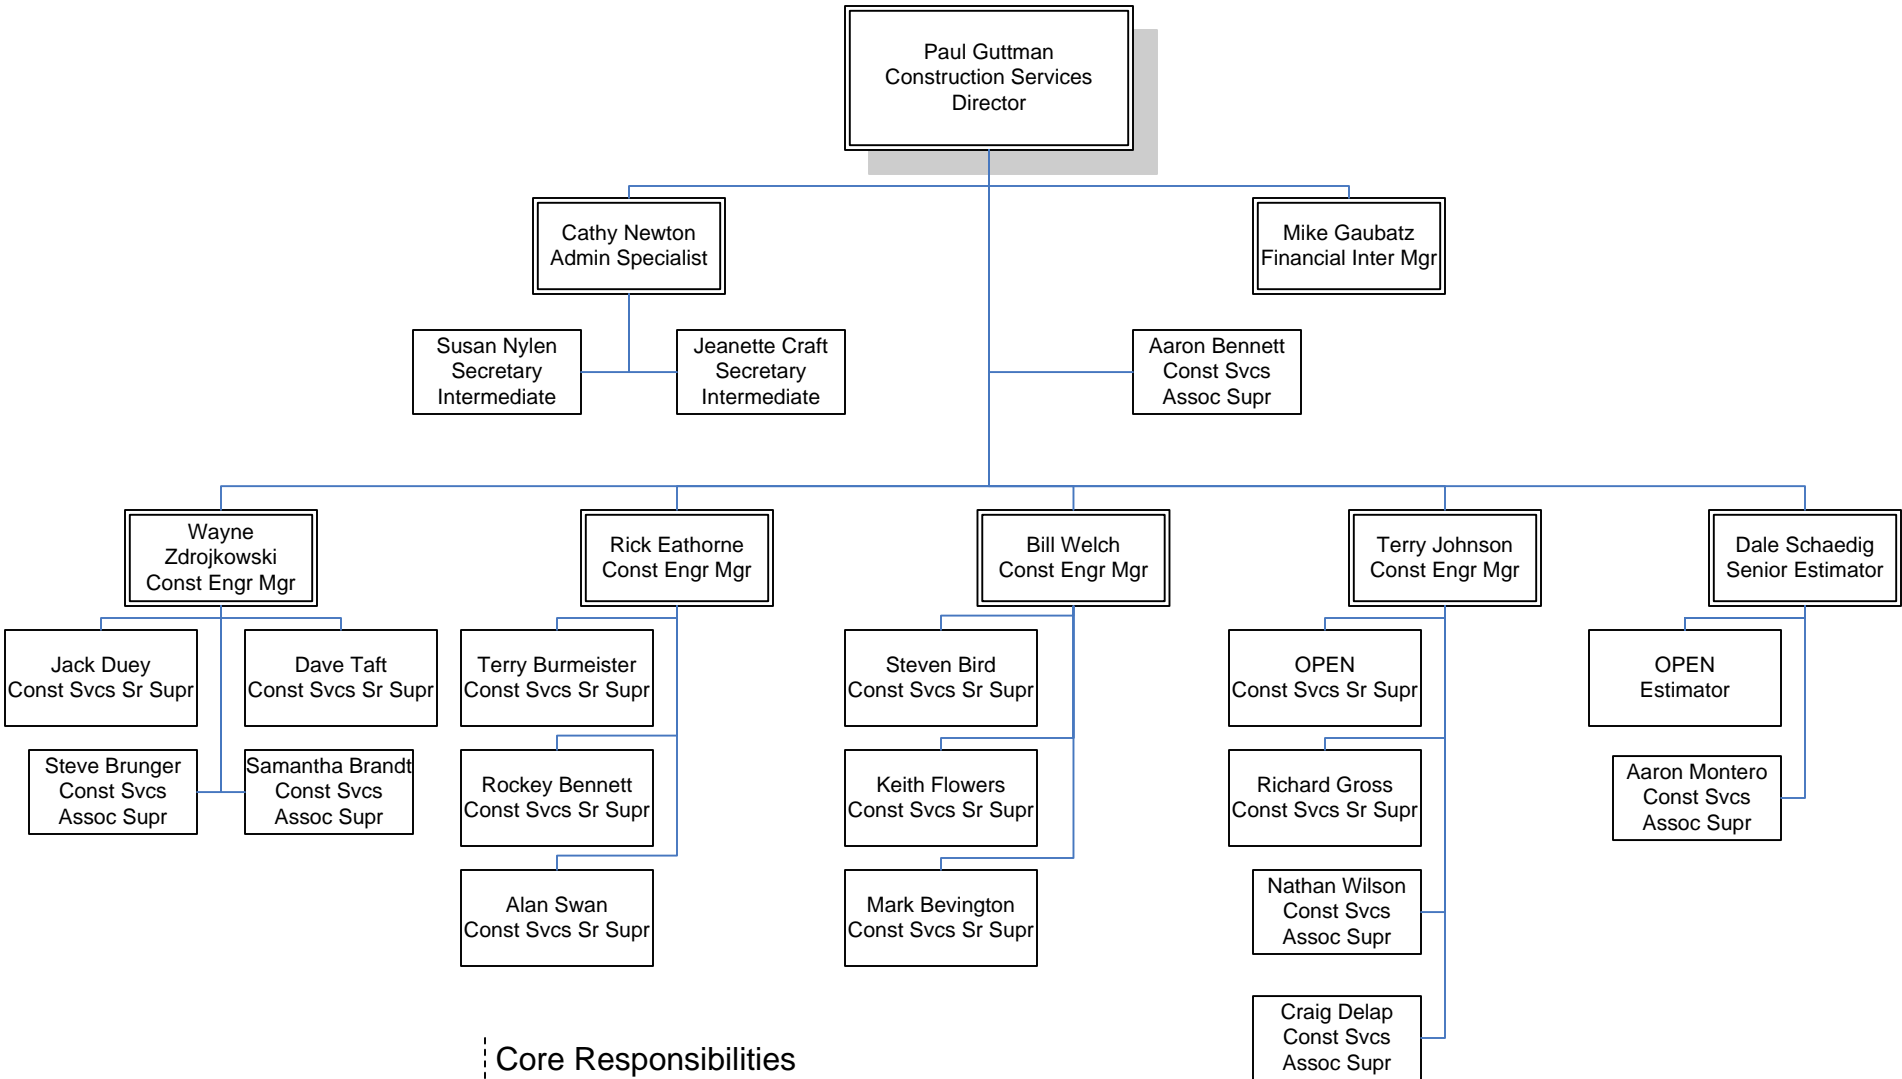 Paul Guttman
Construction Services
Director
Cathy Newton
Admin Specialist
Mike Gaubatz
Financial Inter Mgr
Susan Nylen
Secretary
Intermediate
Jeanette Craft
Secretary
Intermediate
Aaron Bennett
Const Svcs
Assoc Supr
Wayne
Zdrojkowski
Const Engr Mgr
Rick Eathorne
Const Engr Mgr
Bill Welch
Const Engr Mgr
Terry Johnson
Const Engr Mgr
Dale Schaedig
Senior Estimator
Jack Duey
Const Svcs Sr Supr
Dave Taft
Const Svcs Sr Supr
Terry Burmeister
Const Svcs Sr Supr
Steven Bird
Const Svcs Sr Supr
OPEN
Const Svcs Sr Supr
OPEN
Estimator
Steve Brunger
Const Svcs
Assoc Supr
Samantha Brandt
Const Svcs
Assoc Supr
Rockey Bennett
Const Svcs Sr Supr
Keith Flowers
Const Svcs Sr Supr
Richard Gross
Const Svcs Sr Supr
Aaron Montero
Const Svcs
Assoc Supr
Alan Swan
Const Svcs Sr Supr
Mark Bevington
Const Svcs Sr Supr
Nathan Wilson
Const Svcs
Assoc Supr
Craig Delap
Const Svcs
Assoc Supr
Core Responsibilities